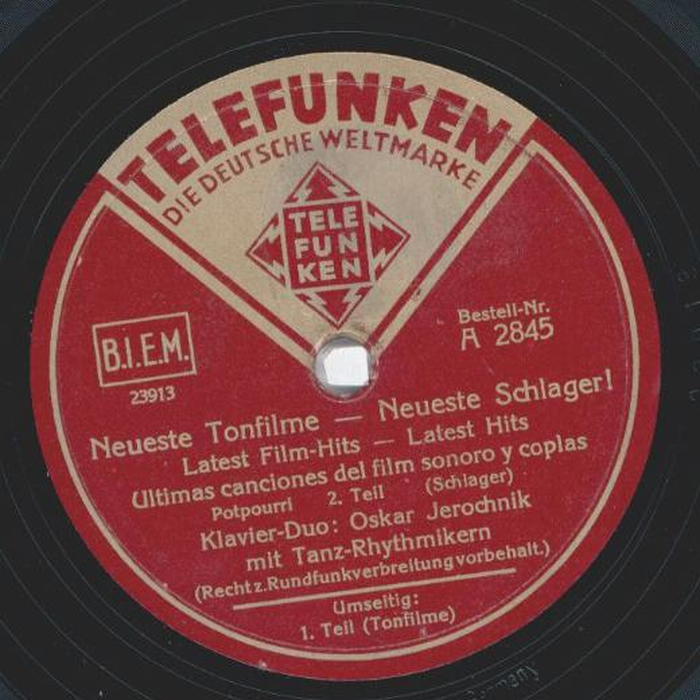 TELEFUNKEN
DIE DEUTSCHE WELTMARKE
TELE
FUN
KEN
B.I.E.M.
23913
Bestell-Nr.
A 2845
Neueste Tonfilme — Neueste Schlager!
Latest Film-Hits — Latest Hits
Ultimas canciones del film sonoro y coplas
Potpourri 2. Teil (Schlager)
Klavier-Duo: Oskar Jerochnik
mit Tanz-Rhythmikern
(Recht z. Rundfunkverbreitung vorbehalt.)
Umseitig:
1. Teil (Tonfilme)